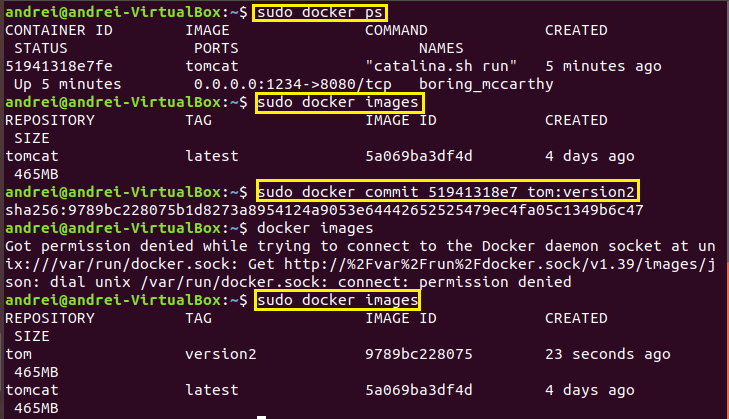 andrei@andrei-VirtualBox:~$ sudo docker ps
CONTAINER ID        IMAGE               COMMAND             CREATED
 STATUS              PORTS                    NAMES
51941318e7fe        tomcat              "catalina.sh run"   5 minutes ago
 Up 5 minutes        0.0.0.0:1234->8080/tcp   boring_mccarthy
andrei@andrei-VirtualBox:~$ sudo docker images
REPOSITORY          TAG                 IMAGE ID            CREATED
 SIZE
tomcat              latest              5a069ba3df4d        4 days ago
 465MB
andrei@andrei-VirtualBox:~$ sudo docker commit 51941318e7 tom:version2
sha256:9789bc228075b1d8273a8954124a9053e64442652525479ec4fa05c1349b6c47
andrei@andrei-VirtualBox:~$ docker images
Got permission denied while trying to connect to the Docker daemon socket at un
ix:///var/run/docker.sock: Get http://%2Fvar%2Frun%2Fdocker.sock/v1.39/images/j
son: dial unix /var/run/docker.sock: connect: permission denied
andrei@andrei-VirtualBox:~$ sudo docker images
REPOSITORY          TAG                 IMAGE ID            CREATED
 SIZE
tom                 version2            9789bc228075        23 seconds ago
 465MB
tomcat              latest              5a069ba3df4d        4 days ago
 465MB